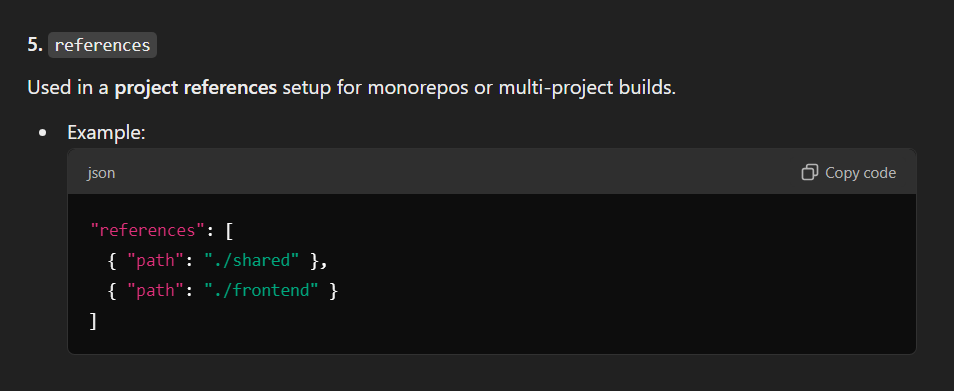 5. references
Used in a project references setup for monorepos or multi-project builds.
• Example:
json Copy code
"references": [
  { "path": "./shared" },
  { "path": "./frontend" }
]